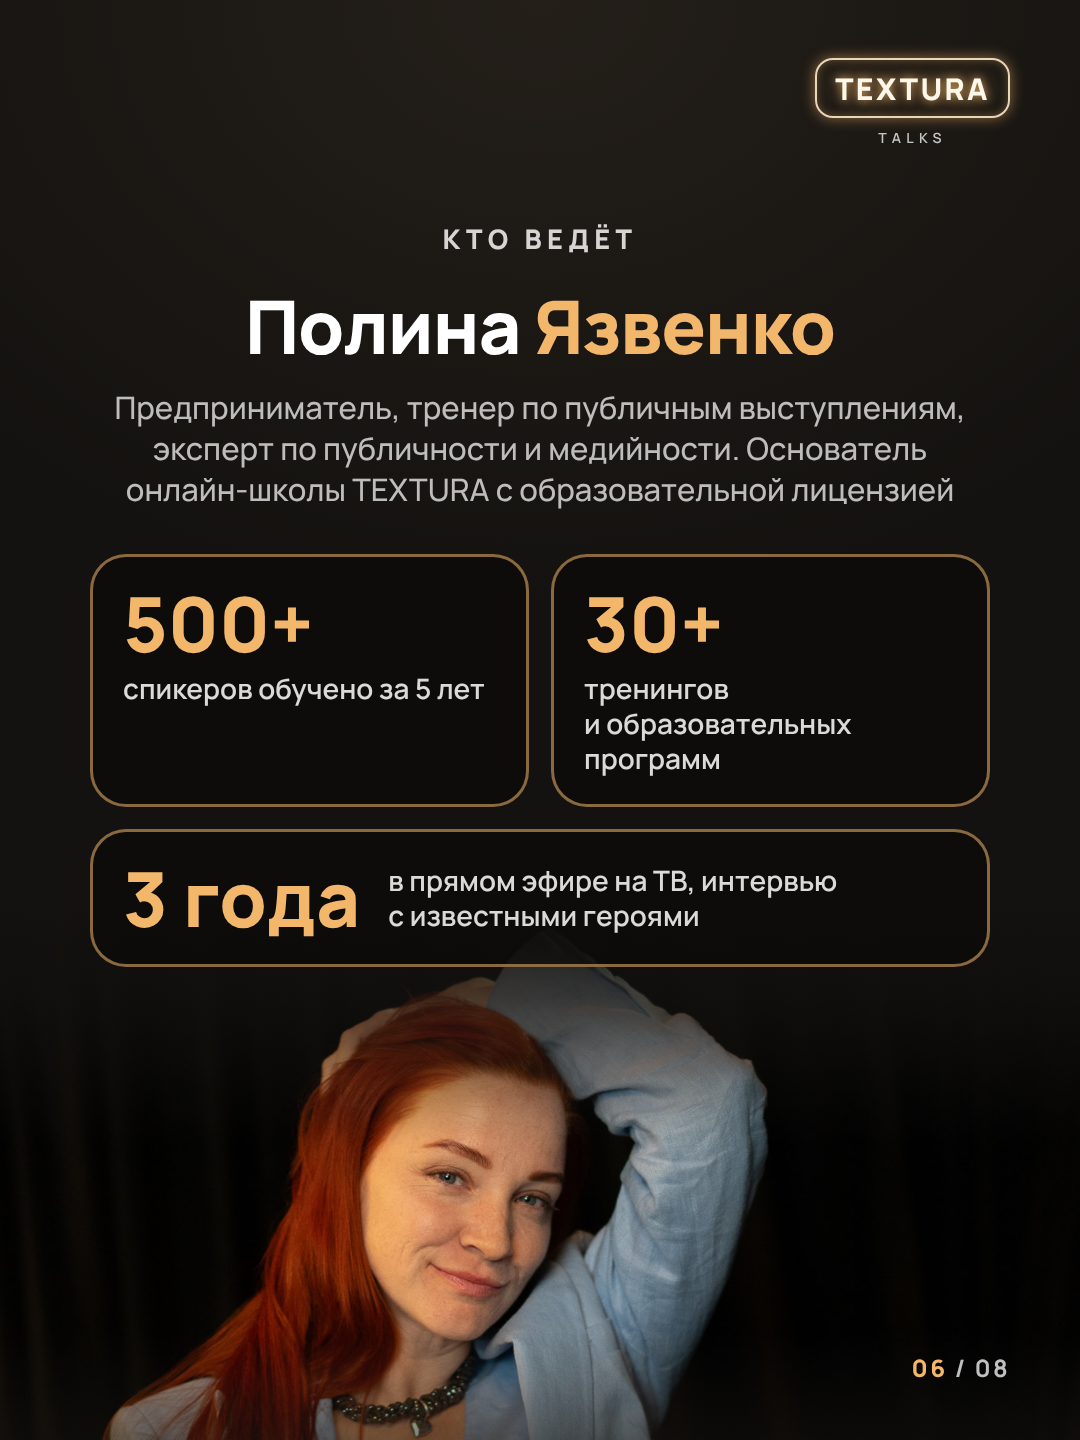 TEXTURA
TALKS
КТО ВЕДЁТ
Полина Язвенко
Предприниматель, тренер по публичным выступлениям,
эксперт по публичности и медийности. Основатель
онлайн-школы TEXTURA с образовательной лицензией
500+
спикеров обучено за 5 лет
30+
тренингов
и образовательных
программ
3 года
в прямом эфире на ТВ, интервью
с известными героями
06 / 08